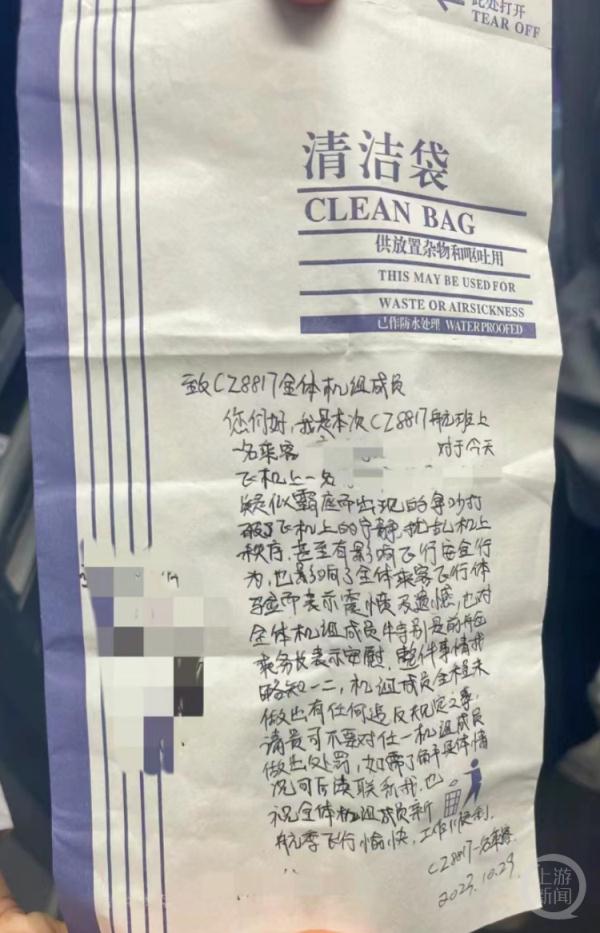 此处打开
TEAR OFF
清洁袋
CLEAN BAG
供放置杂物和呕吐用
THIS MAY BE USED FOR
WASTE OR AIRSICKNESS
已作防水处理 WATERPROOFED
致CZ8817全体机组成员
您们好,我是本次CZ8817航班上
一名乘客 对于今天
飞机上一名
疑似霸座而出现的争吵打
破了飞机上的宁静,扰乱机上
秩序,甚至有影响飞行安全行
为,也影响了全体乘客飞行体
验而表示愤及遗憾,也对
全体机组成员特别是前舱
乘务长表示安慰,整件事情我
略知一二,机组成员全程未
做出有任何违反规定之事,
请贵司不要对任一机组成员
做出处罚,如需了解具体情
况可后续联系我,也
祝全体机组成员新
航季飞行愉快,工作顺利.
CZ8817一名乘客
2023.10.29
上游
新闻